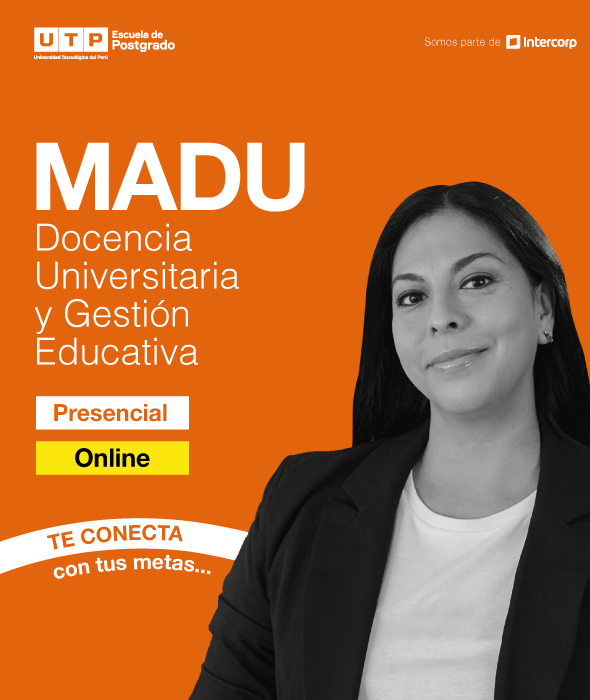 UTP Escuela de
Postgrado
Universidad Tecnológica del Perú
Somos parte de Intercorp
MADU
Docencia
Universitaria
y Gestión
Educativa
Presencial
Online
TE CONECTA
con tus metas...